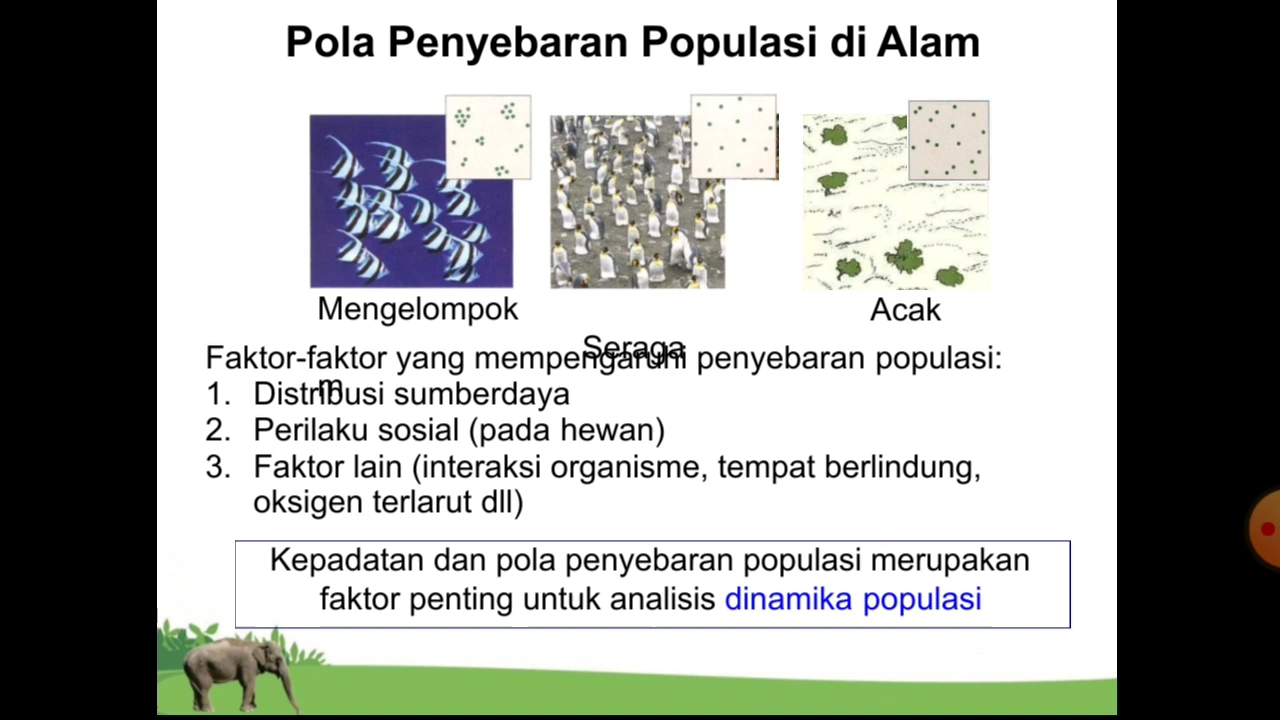 Pola Penyebaran Populasi di Alam
Mengelompok
Seraga
m
Acak
Faktor-faktor yang mempengaruhi penyebaran populasi:
1. Distribusi sumberdaya
2. Perilaku sosial (pada hewan)
3. Faktor lain (interaksi organisme, tempat berlindung,
oksigen terlarut dll)
Kepadatan dan pola penyebaran populasi merupakan
faktor penting untuk analisis dinamika populasi